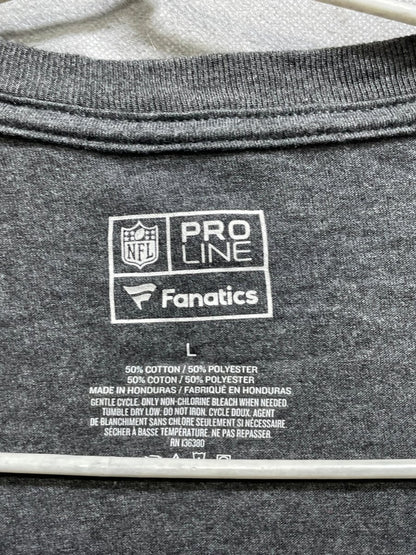 NFL
PRO
LINE
Fanatics
L
50% COTTON / 50% POLYESTER
50% COTON / 50% POLYESTER
MADE IN HONDURAS / FABRIQUÉ EN HONDURAS
GENTLE CYCLE. ONLY NON-CHLORINE BLEACH WHEN NEEDED
TUMBLE DRY LOW. DO NOT IRON. CYCLE DOUX. AGENT
DE BLANCHIMENT SANS CHLORE SEULEMENT SI NÉCESSAIRE
SÉCHER À BASSE TEMPÉRATURE. NE PAS REPASSER.
RN 136380